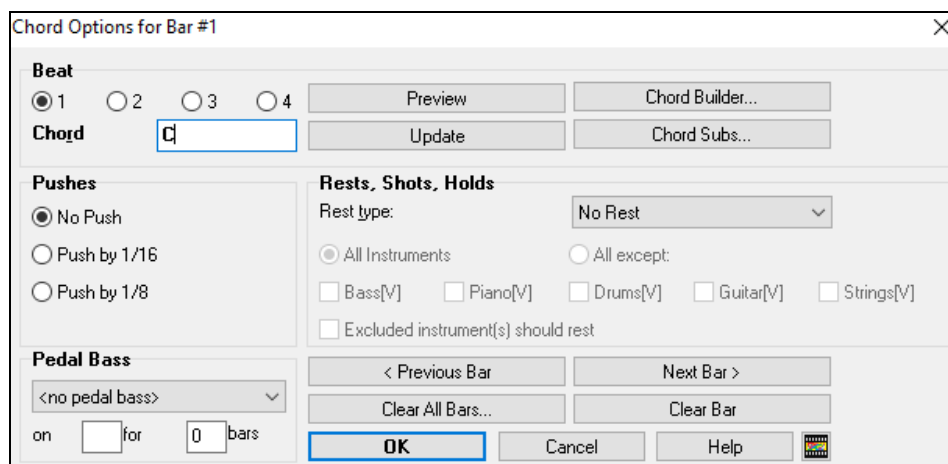 Chord Options for Bar #1
Beat
1 2 3 4 Preview Chord Builder...
Chord C Update Chord Subs...
Pushes
No Push
Push by 1/16
Push by 1/8
Rests, Shots, Holds
Rest type: No Rest
All Instruments All except:
Bass[V] Piano[V] Drums[V] Guitar[V] Strings[V]
Excluded instrument(s) should rest
Pedal Bass
<no pedal bass>
on for 0 bars
< Previous Bar Next Bar >
Clear All Bars... Clear Bar
OK Cancel Help